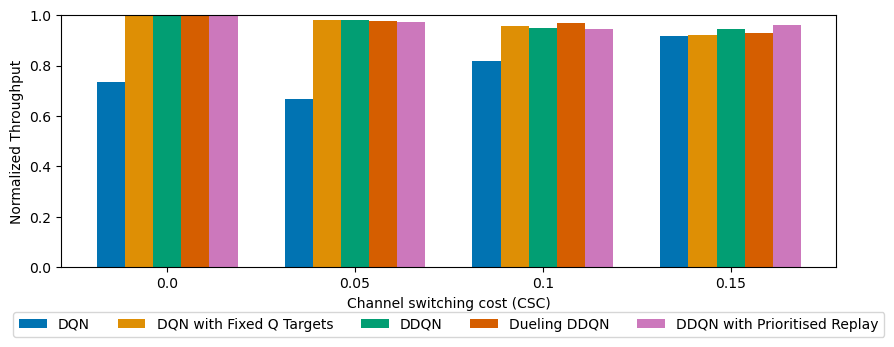 Normalized Throughput
1.0
0.8
0.6
0.4
0.2
0.0
0.0 0.05 0.1 0.15
Channel switching cost (CSC)
DQN DQN with Fixed Q Targets DDQN Dueling DDQN DDQN with Prioritised Replay